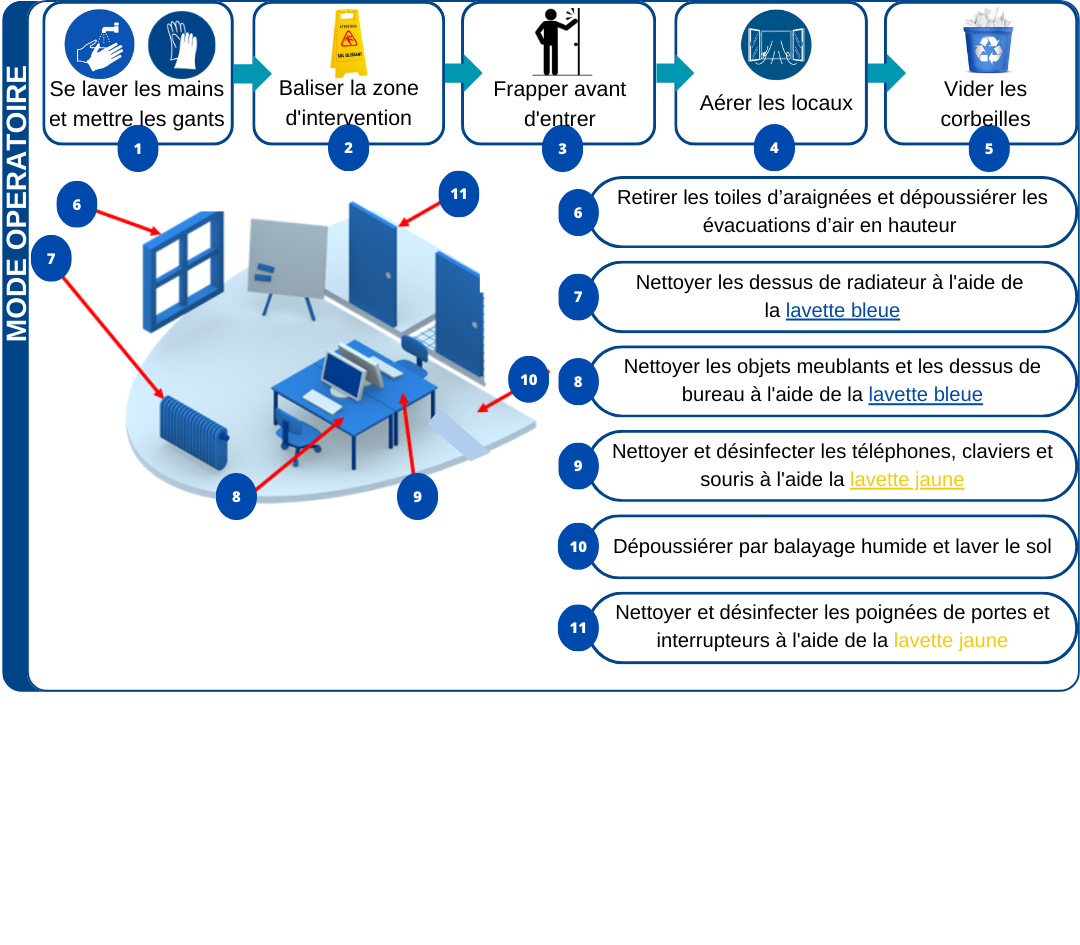 MODE OPERATOIRE
Se laver les mains
et mettre les gants
1
ATTENTION
SOL GLISSANT
Baliser la zone
d'intervention
2
Frapper avant
d'entrer
3
Aérer les locaux
4
Vider les
corbeilles
5
6
7
11
10
8
9
6
Retirer les toiles d’araignées et dépoussiérer les
évacuations d’air en hauteur
7
Nettoyer les dessus de radiateur à l'aide de
la lavette bleue
8
Nettoyer les objets meublants et les dessus de
bureau à l'aide de la lavette bleue
9
Nettoyer et désinfecter les téléphones, claviers et
souris à l'aide la lavette jaune
10
Dépoussiérer par balayage humide et laver le sol
11
Nettoyer et désinfecter les poignées de portes et
interrupteurs à l'aide de la lavette jaune